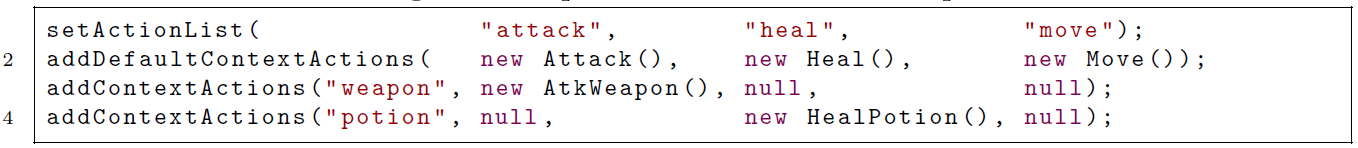 setActionList( "attack", "heal", "move");
2 addDefaultContextActions( new Attack(), new Heal(), new Move());
addContextActions("weapon", new AtkWeapon(), null, null);
4 addContextActions("potion", null, new HealPotion(), null);